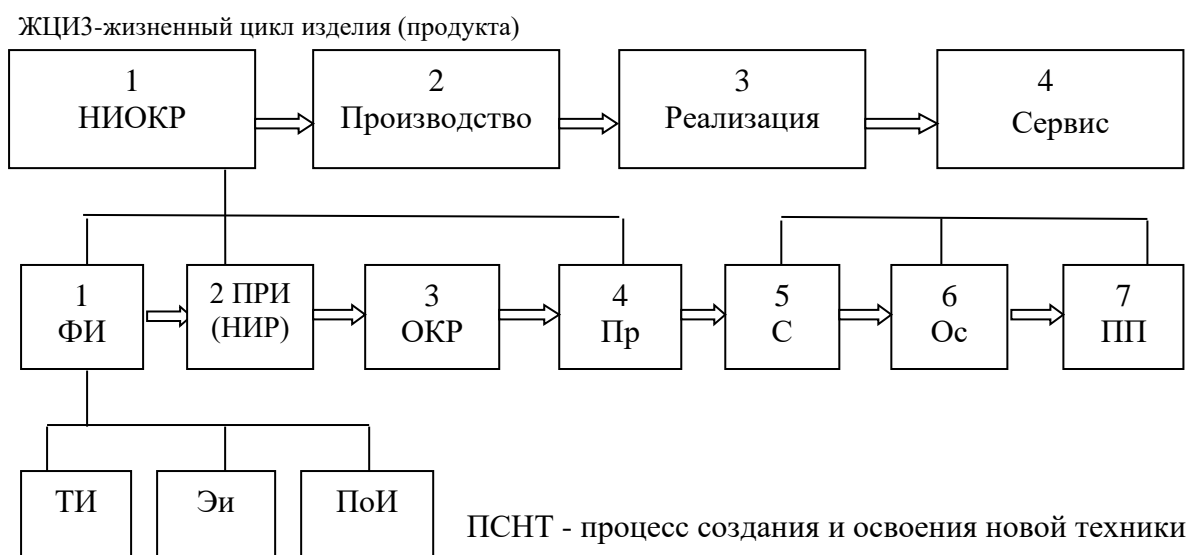 ЖЦИЗ-жизненный цикл изделия (продукта)
1
НИОКР
2
Производство
3
Реализация
4
Сервис
1
ФИ
2 ПРИ
(НИР)
3
ОКР
4
Пр
5
С
6
Ос
7
ПП
ТИ
Эи
ПоИ
ПСНТ - процесс создания и освоения новой техники